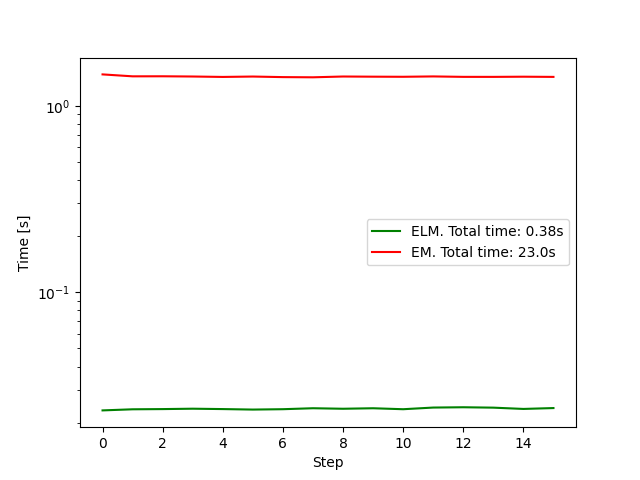 10⁰
10⁻¹
Time [s]
ELM. Total time: 0.38s
EM. Total time: 23.0s
0 2 4 6 8 10 12 14
Step